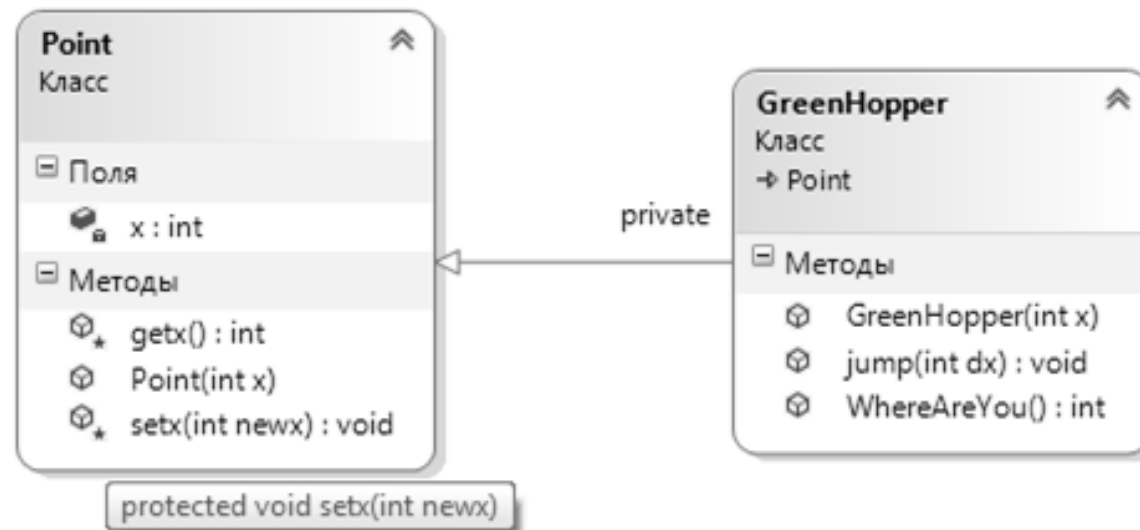 Point
Класс
Поля
x : int
Методы
getx() : int
Point(int x)
setx(int newx) : void
protected void setx(int newx)
private
GreenHopper
Класс
Point
Методы
GreenHopper(int x)
jump(int dx) : void
WhereAreYou() : int